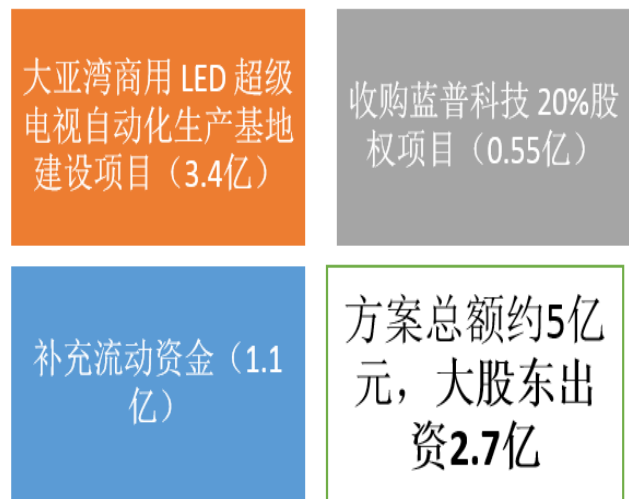 大亚湾商用 LED 超级
电视自动化生产基地
建设项目（3.4亿）
收购蓝普科技 20%股
权项目（0.55亿）
补充流动资金（1.1
亿）
方案总额约5亿
元，大股东出
资2.7亿